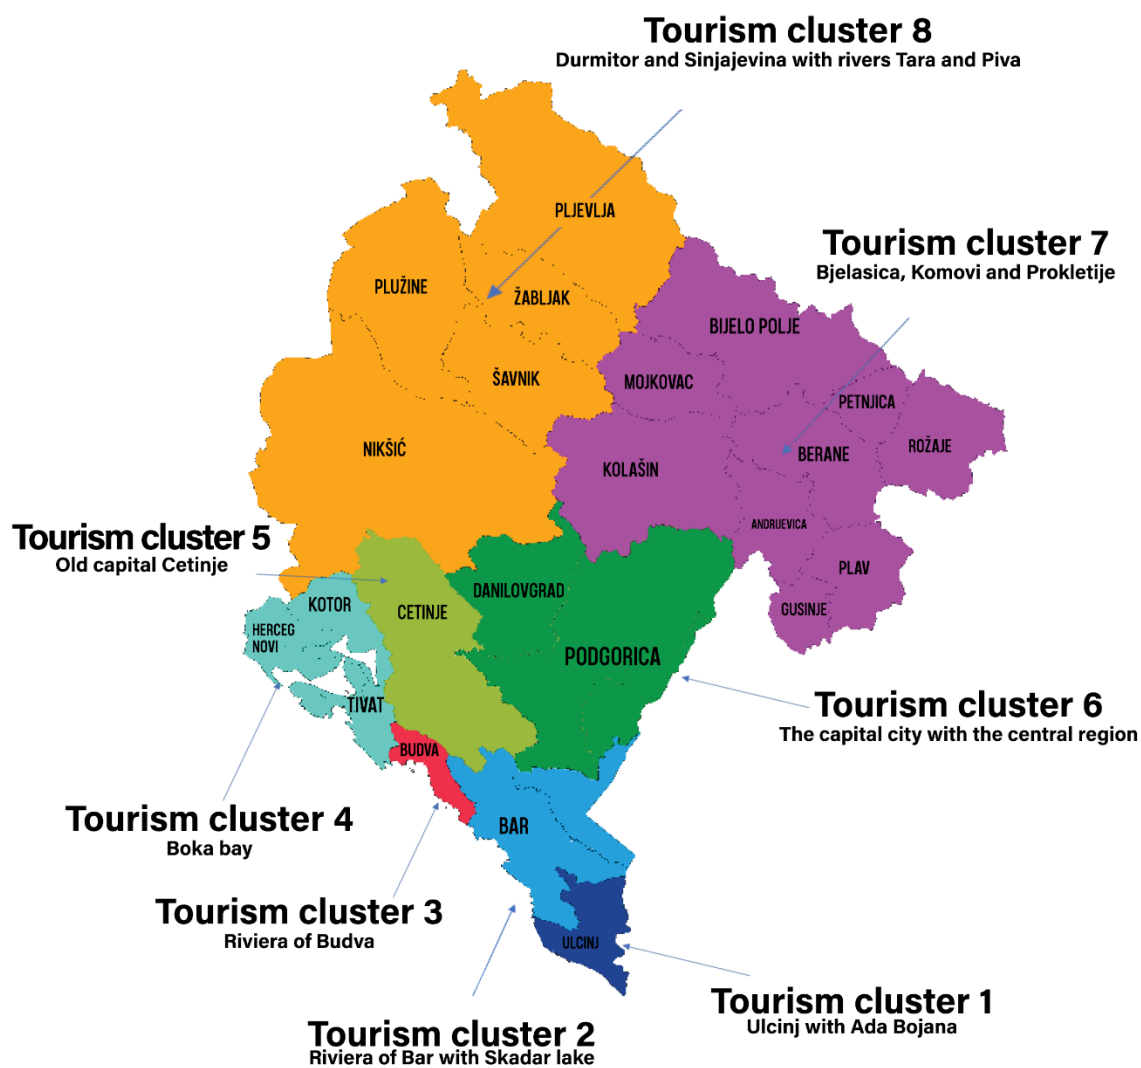 Tourism cluster 8
Durmitor and Sinjajevina with rivers Tara and Piva
PLJEVLJA
Tourism cluster 7
Bjelasica, Komovi and Prokletije
PLUŽINE
ŽABLJAK
BIJELO POLJE
ŠAVNIK
MOJKOVAC
PETNJICA
NIKŠIĆ
KOLAŠIN
BERANE
ROŽAJE
ANDRIJEVICA
Tourism cluster 5
Old capital Cetinje
PLAV
DANILOVGRAD
KOTOR
CETINJE
GUSINJE
HERCEG
NOVI
PODGORICA
TIVAT
Tourism cluster 6
The capital city with the central region
BUDVA
Tourism cluster 4
Boka bay
BAR
Tourism cluster 3
Riviera of Budva
ULCINJ
Tourism cluster 1
Ulcinj with Ada Bojana
Tourism cluster 2
Riviera of Bar with Skadar lake